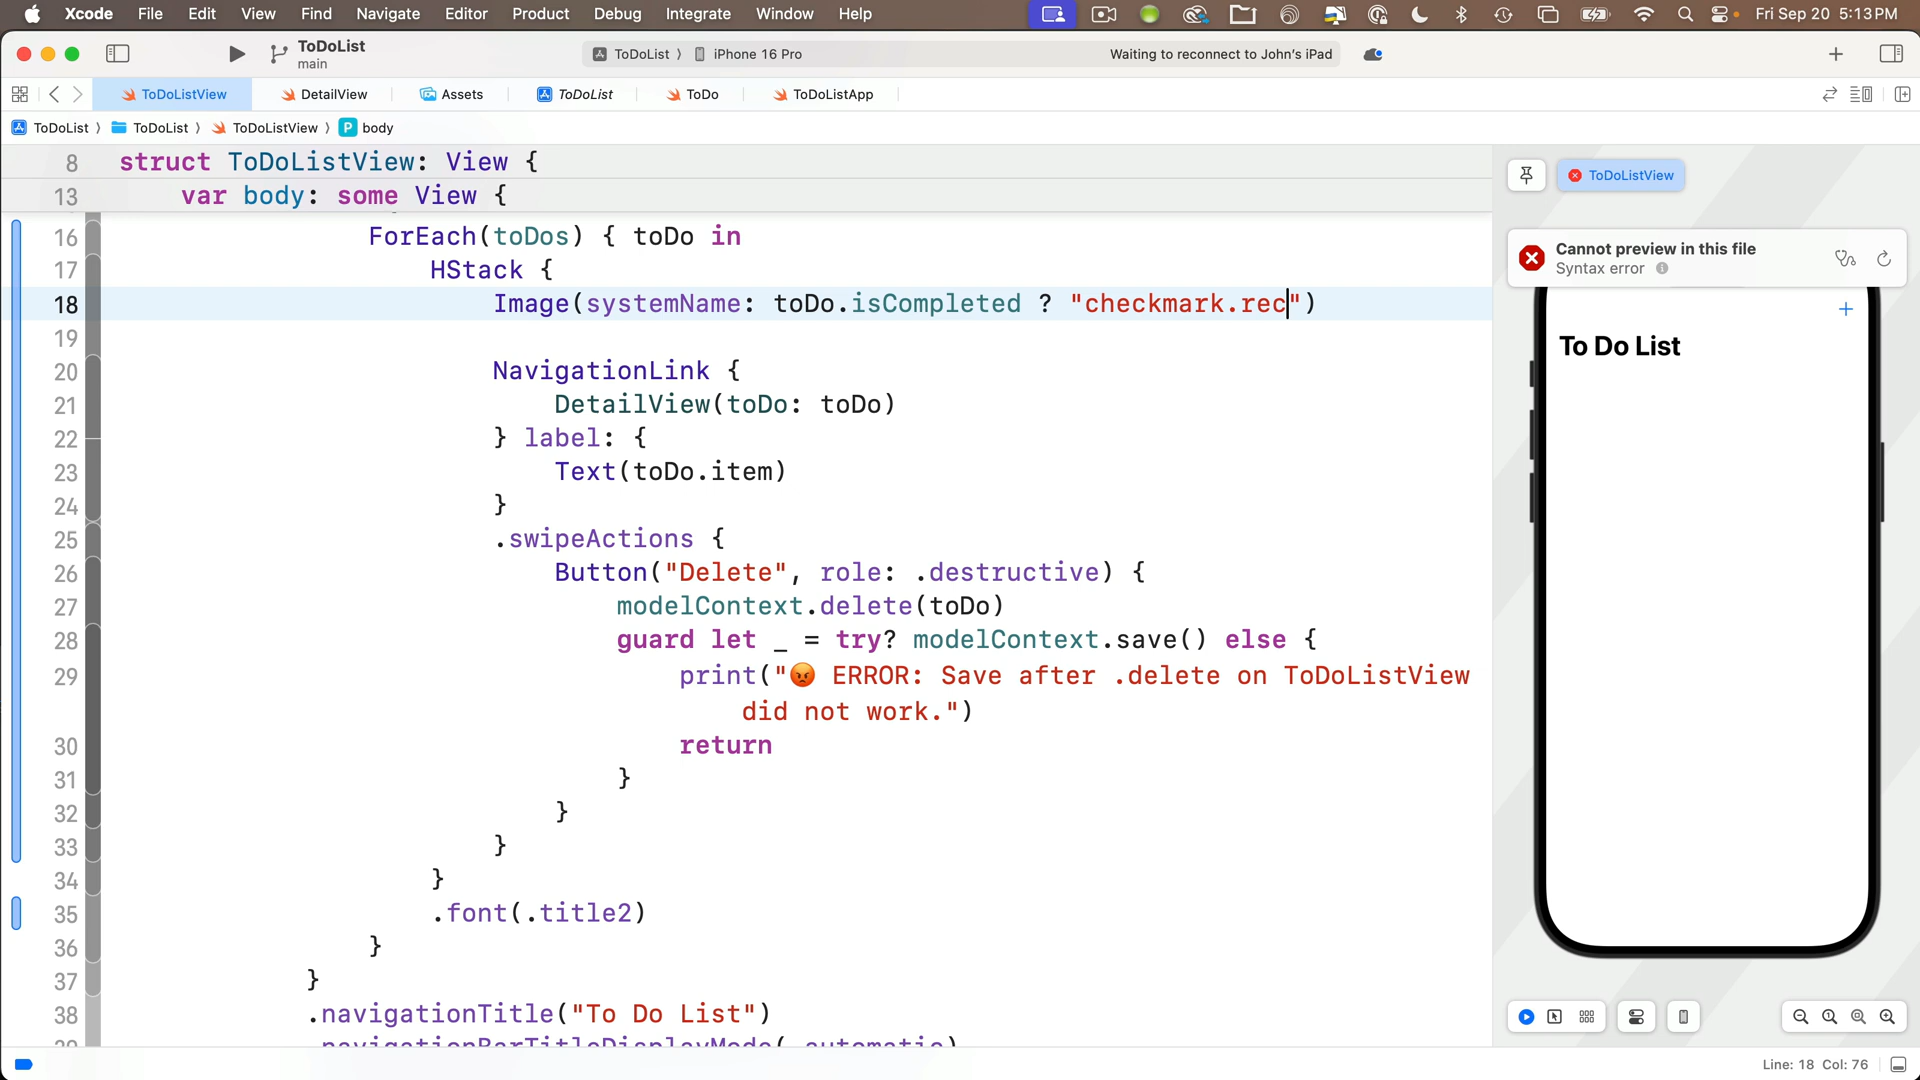 Xcode File Edit View Find Navigate Editor Product Debug Integrate Window Help Fri Sep 20 5:13 PM
ToDoList
main
ToDoList 〉 iPhone 16 Pro
Waiting to reconnect to John's iPad
ToDoListView DetailView Assets ToDoList ToDo ToDoListApp
ToDoList 〉 ToDoList 〉 ToDoListView 〉 P body
8 struct ToDoListView: View {
13 var body: some View {
16 ForEach(toDos) { toDo in
17 HStack {
18 Image(systemName: toDo.isCompleted ? "checkmark.rec")
19
20 NavigationLink {
21 DetailView(toDo: toDo)
22 } label: {
23 Text(toDo.item)
24 }
25 .swipeActions {
26 Button("Delete", role: .destructive) {
27 modelContext.delete(toDo)
28 guard let _ = try? modelContext.save() else {
29 print("😡 ERROR: Save after .delete on ToDoListView
did not work.")
30 return
31 }
32 }
33 }
34 }
35 .font(.title2)
36 }
37 }
38 .navigationTitle("To Do List")
39 .navigationBarTitleDisplayMode(.automatic)
ToDoListView
Cannot preview in this file
Syntax error
To Do List
Line: 18 Col: 76